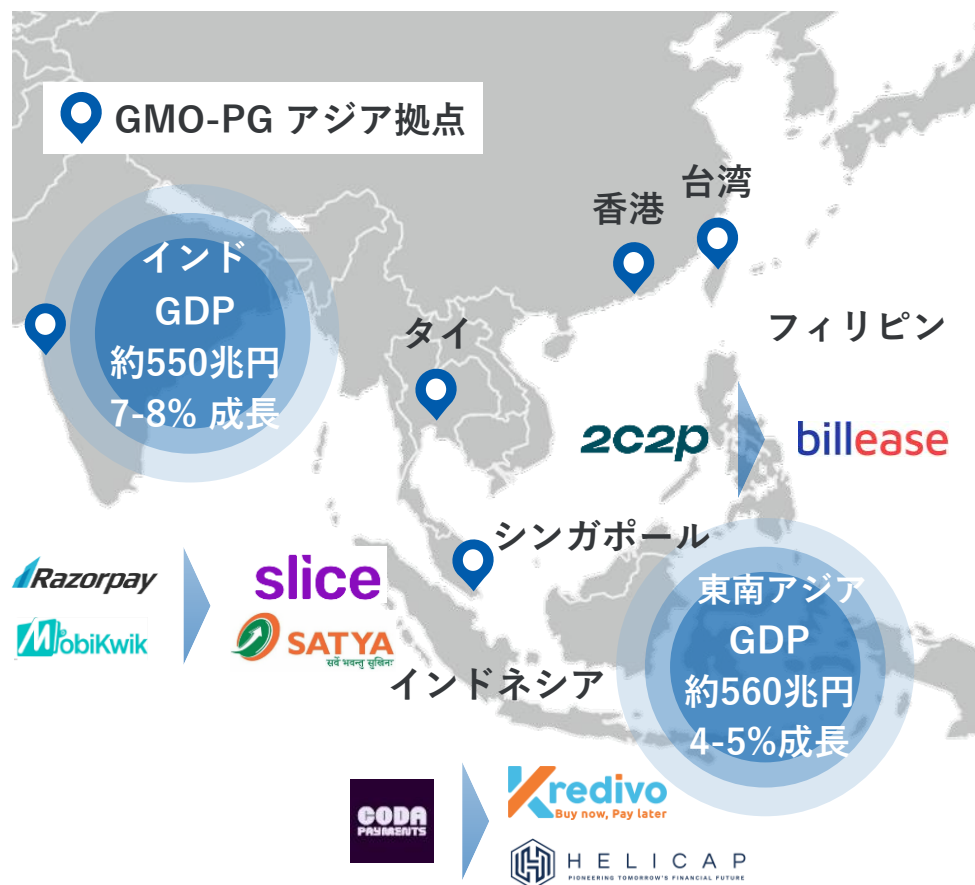 GMO-PG アジア拠点
台湾
香港
インド
GDP
約550兆円
7-8% 成長
タイ
フィリピン
2c2p
billease
シンガポール
Razorpay
MobiKwik
slice
SATYA
सर्वे भवन्तु सुखिनः
東南アジア
GDP
約560兆円
4-5%成長
インドネシア
CODA
PAYMENTS
Kredivo
Buy now, Pay later
HELICAP
PIONEERING TOMORROW'S FINANCIAL FUTURE